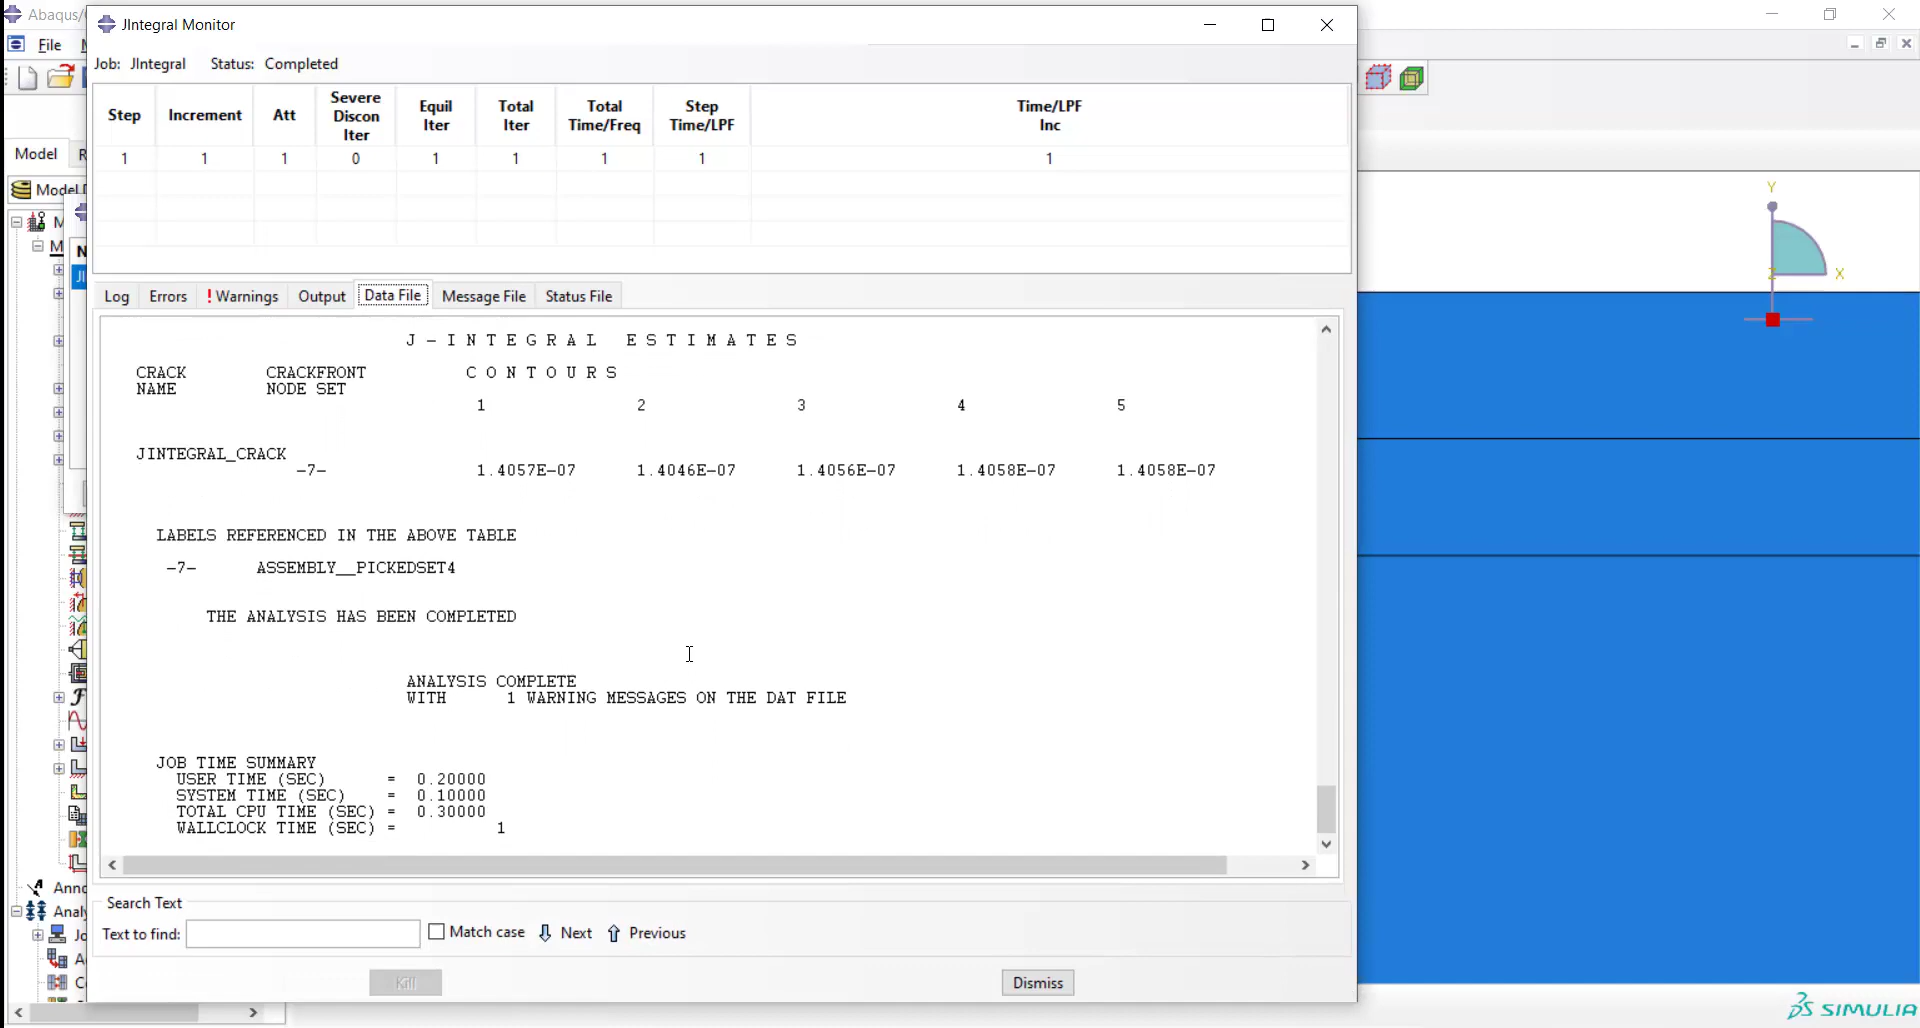 Abaqus/
JIntegral Monitor
File
Job: JIntegral Status: Completed
Step Increment Att Severe Discon Iter Equil Iter Total Iter Total Time/Freq Step Time/LPF Time/LPF Inc
1 1 1 0 1 1 1 1 1
Model
Model
Log Errors ! Warnings Output Data File Message File Status File
J - I N T E G R A L   E S T I M A T E S
CRACK CRACKFRONT C O N T O U R S
NAME NODE SET
1 2 3 4 5
JINTEGRAL_CRACK
-7- 1.4057E-07 1.4046E-07 1.4056E-07 1.4058E-07 1.4058E-07
LABELS REFERENCED IN THE ABOVE TABLE
-7- ASSEMBLY__PICKEDSET4
THE ANALYSIS HAS BEEN COMPLETED
ANALYSIS COMPLETE
WITH 1 WARNING MESSAGES ON THE DAT FILE
JOB TIME SUMMARY
USER TIME (SEC) = 0.20000
SYSTEM TIME (SEC) = 0.10000
TOTAL CPU TIME (SEC) = 0.30000
WALLCLOCK TIME (SEC) = 1
Search Text
Text to find: Match case Next Previous
Kill Dismiss
Y
Z X
SIMULIA